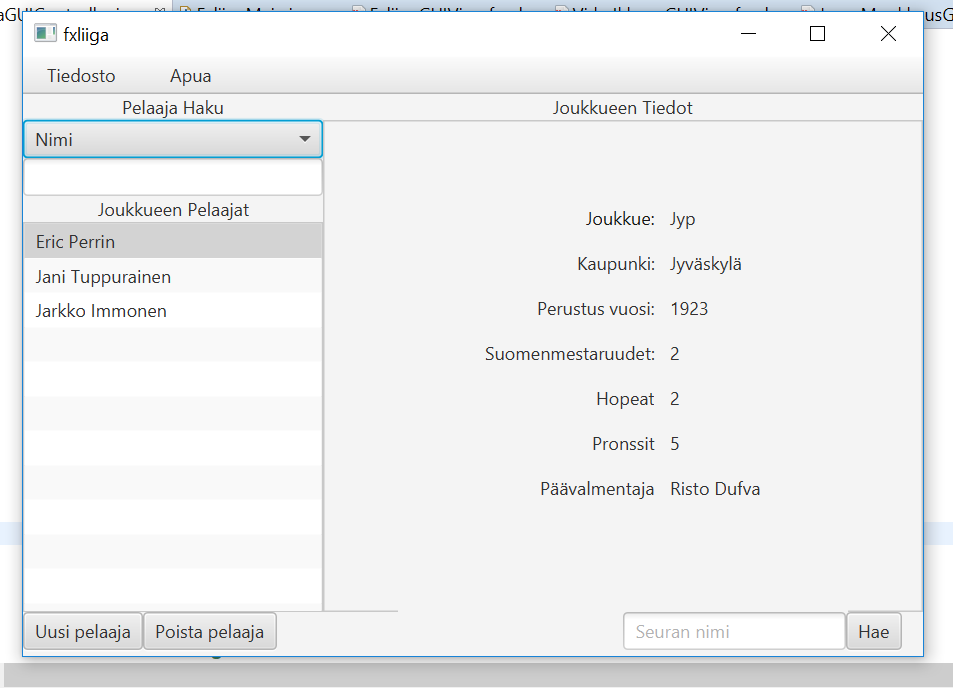 fxliiga
Tiedosto Apua
Pelaaja Haku
Nimi
Joukkueen Pelaajat
Eric Perrin
Jani Tuppurainen
Jarkko Immonen
Uusi pelaaja Poista pelaaja
Joukkueen Tiedot
Joukkue: Jyp
Kaupunki: Jyväskylä
Perustus vuosi: 1923
Suomenmestaruudet: 2
Hopeat 2
Pronssit 5
Päävalmentaja Risto Dufva
Seuran nimi Hae